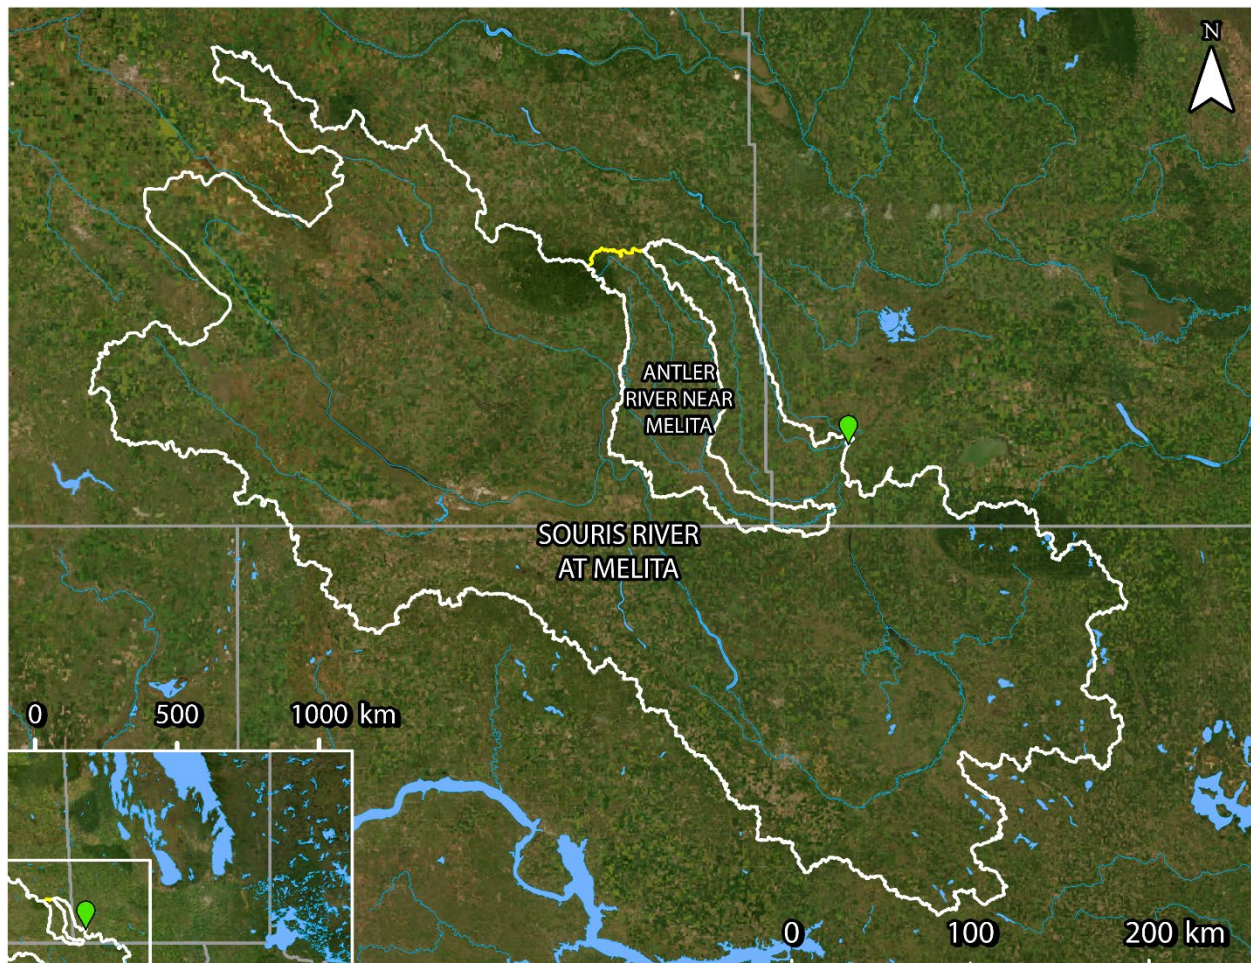 N
ANTLER
RIVER NEAR
MELITA
SOURIS RIVER
AT MELITA
0 500 1000 km
0 100 200 km